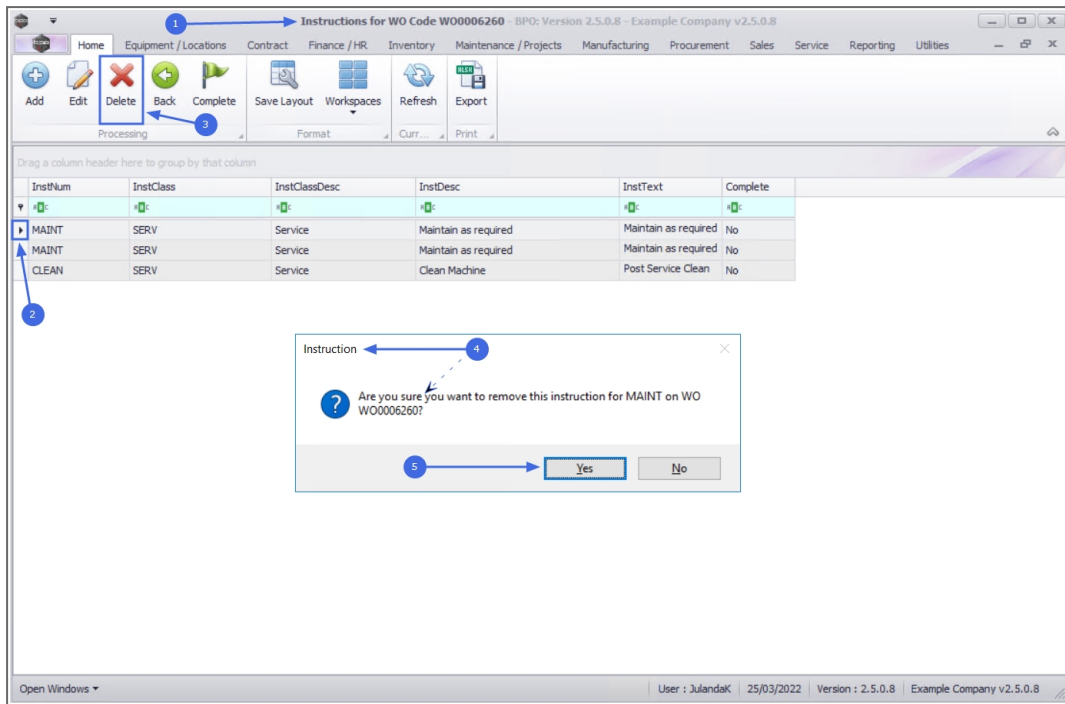 1
Instructions for WO Code WO0006260 - BPO: Version 2.5.0.8 - Example Company v2.5.0.8
Home Equipment / Locations Contract Finance / HR Inventory Maintenance / Projects Manufacturing Procurement Sales Service Reporting Utilities
Add Edit Delete Back Complete Save Layout Workspaces Refresh Export
3
Processing Format Curr... Print
Drag a column header here to group by that column
InstNum InstClass InstClassDesc InstDesc InstText Complete
MAINT SERV Service Maintain as required Maintain as required No
MAINT SERV Service Maintain as required Maintain as required No
CLEAN SERV Service Clean Machine Post Service Clean No
2
Instruction 4
Are you sure you want to remove this instruction for MAINT on WO
WO0006260?
5 Yes No
Open Windows User : JulandaK 25/03/2022 Version : 2.5.0.8 Example Company v2.5.0.8